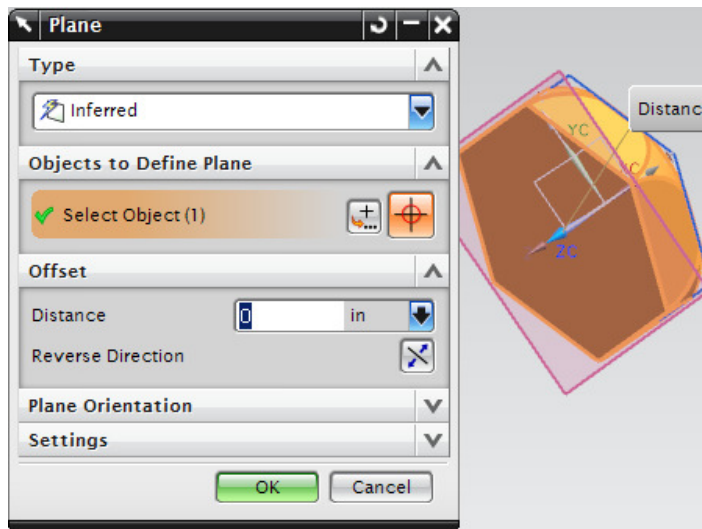 Plane
Type
Inferred
Objects to Define Plane
Select Object (1)
Offset
Distance 0 in
Reverse Direction
Plane Orientation
Settings
OK Cancel
Distanc
YC
ZC